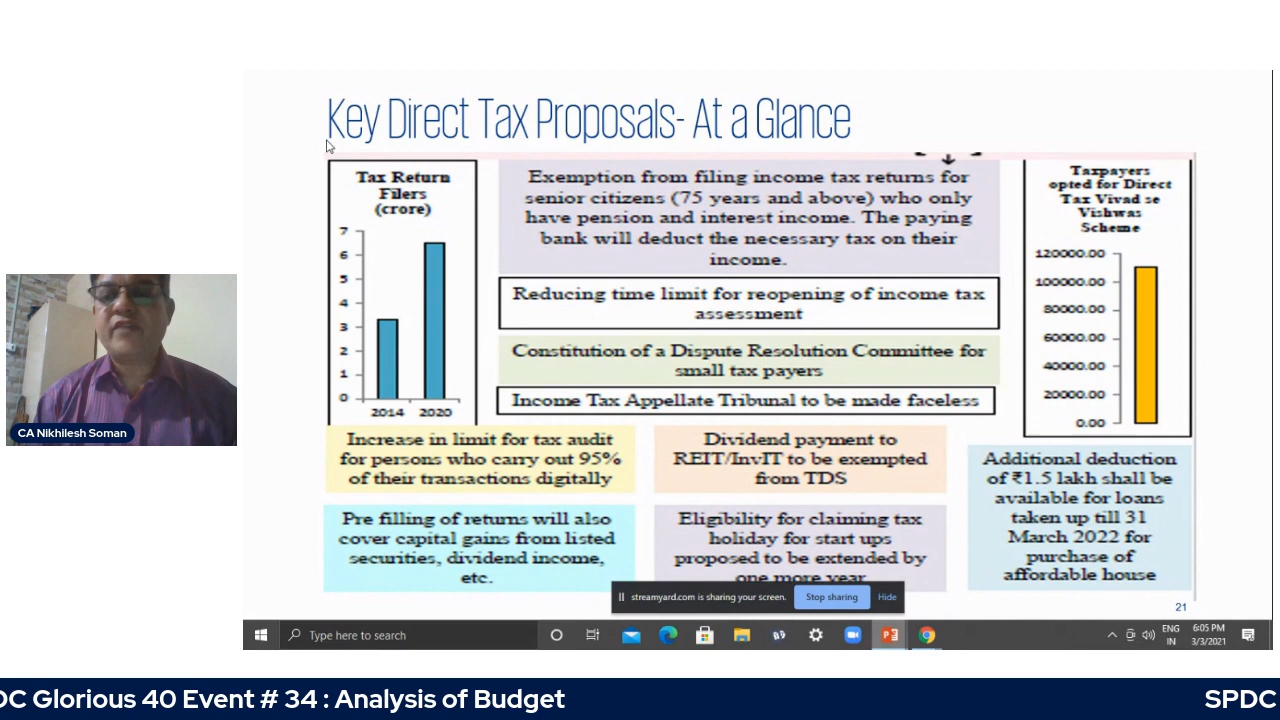 Key Direct Tax Proposals- At a Glance
Tax Return
Filers
(crore)
7
6
5
4
3
2
1
0
2014 2020
Exemption from filing income tax returns for
senior citizens (75 years and above) who only
have pension and interest income. The paying
bank will deduct the necessary tax on their
income.
Reducing time limit for reopening of income tax
assessment
Constitution of a Dispute Resolution Committee for
small tax payers
Income Tax Appellate Tribunal to be made faceless
Taxpayers
opted for Direct
Tax Vivad se
Vishwas
Scheme
120000.00
100000.00
80000.00
60000.00
40000.00
20000.00
0.00
Increase in limit for tax audit
for persons who carry out 95%
of their transactions digitally
Dividend payment to
REIT/InvIT to be exempted
from TDS
Additional deduction
of ₹1.5 lakh shall be
available for loans
taken up till 31
March 2022 for
purchase of
affordable house
Pre filling of returns will also
cover capital gains from listed
securities, dividend income,
etc.
Eligibility for claiming tax
holiday for start ups
proposed to be extended by
one more year
21
streamyard.com is sharing your screen.
Stop sharing
Hide
CA Nikhilesh Soman
Type here to search
ENG
IN
6:05 PM
3/3/2021
DC Glorious 40 Event # 34 : Analysis of Budget
SPDC